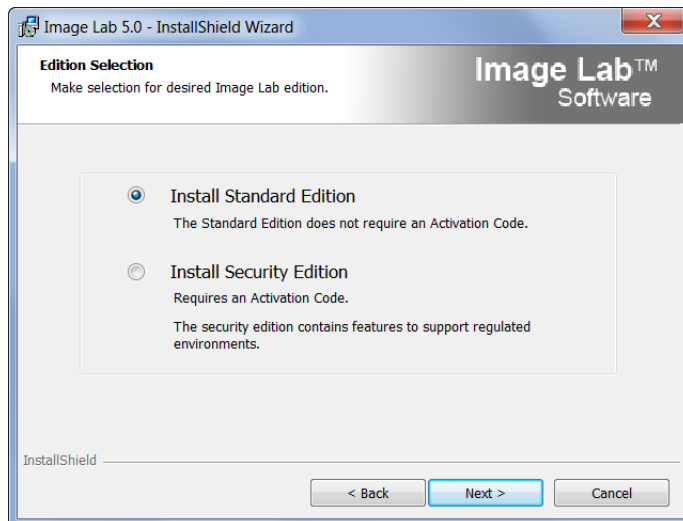 Image Lab 5.0 - InstallShield Wizard
Edition Selection
Make selection for desired Image Lab edition.
Image Lab™
Software
Install Standard Edition
The Standard Edition does not require an Activation Code.
Install Security Edition
Requires an Activation Code.
The security edition contains features to support regulated
environments.
InstallShield
< Back
Next >
Cancel